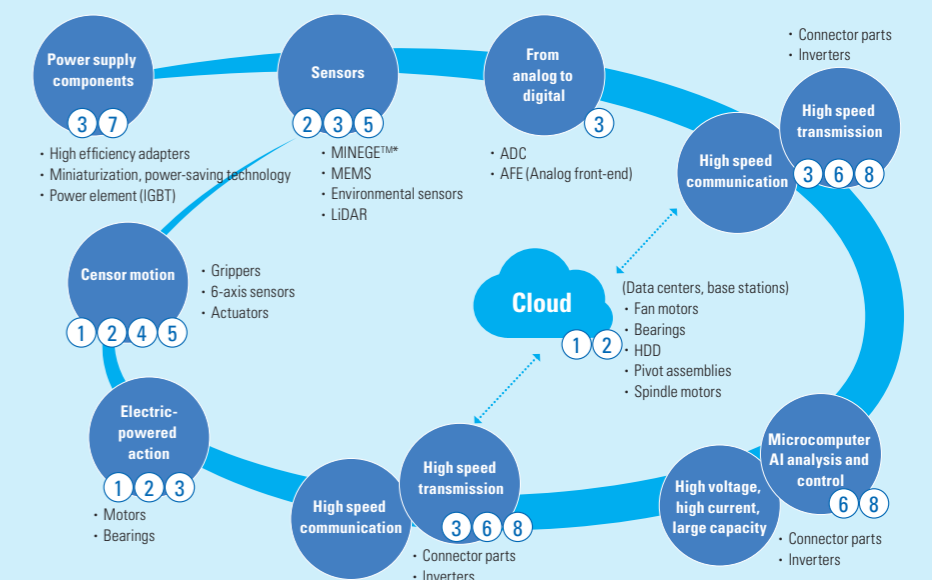 Power supply
components
3 7
・High efficiency adapters
・Miniaturization, power-saving technology
・Power element (IGBT)
Sensors
2 3 5
・MINEGE™*
・MEMS
・Environmental sensors
・LiDAR
From
analog to
digital
3
・ADC
・AFE (Analog front-end)
・Connector parts
・Inverters
High speed
transmission
3 6 8
High speed
communication
Censor motion
1 2 4 5
・Grippers
・6-axis sensors
・Actuators
Cloud
1 2
(Data centers, base stations)
・Fan motors
・Bearings
・HDD
・Pivot assemblies
・Spindle motors
Electric-
powered
action
1 2 3
・Motors
・Bearings
High speed
communication
High speed
transmission
3 6 8
・Connector parts
・Inverters
High voltage,
high current,
large capacity
Microcomputer
AI analysis and
control
6 8
・Connector parts
・Inverters